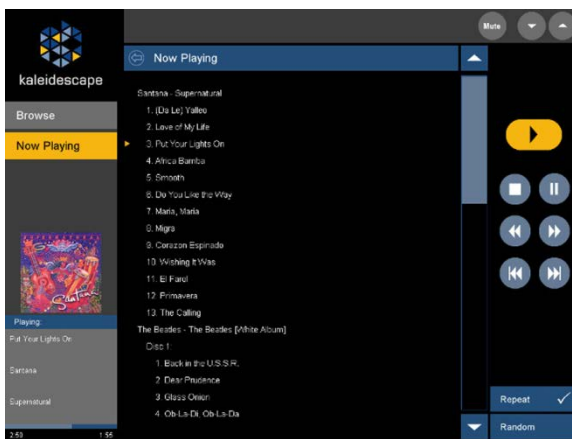 Mute
kaleidescape
Browse
Now Playing
Now Playing
Santana - Supernatural
1. (Da Le) Yalleo
2. Love of My Life
3. Put Your Lights On
4. Africa Bamba
5. Smooth
6. Do You Like the Way
7. Maria, Maria
8. Migra
9. Corazon Espinado
10. Wishing It Was
11. El Farol
12. Primavera
13. The Calling
The Beatles - The Beatles [White Album]
Disc 1:
1. Back in the U.S.S.R.
2. Dear Prudence
3. Glass Onion
4. Ob-La-Di, Ob-La-Da
SUPERNATURAL
Santana
Playing:
Put Your Lights On
Santana
Supernatural
2:50 1:55
Repeat
Random